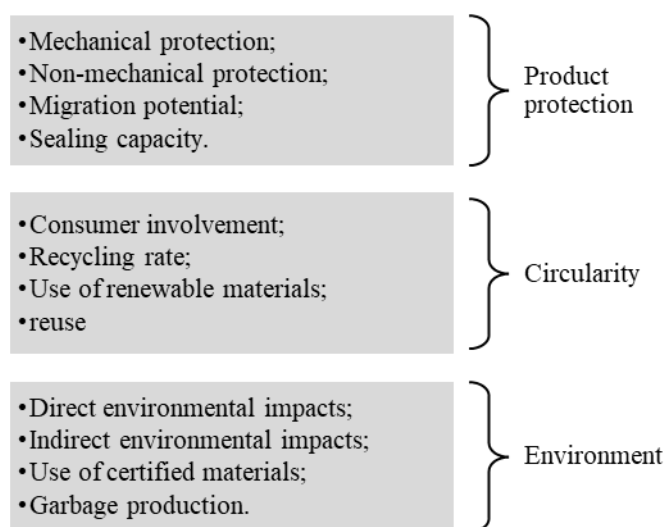 •Mechanical protection;
•Non-mechanical protection;
•Migration potential;
•Sealing capacity.
Product
protection
•Consumer involvement;
•Recycling rate;
•Use of renewable materials;
•reuse
Circularity
•Direct environmental impacts;
•Indirect environmental impacts;
•Use of certified materials;
•Garbage production.
Environment